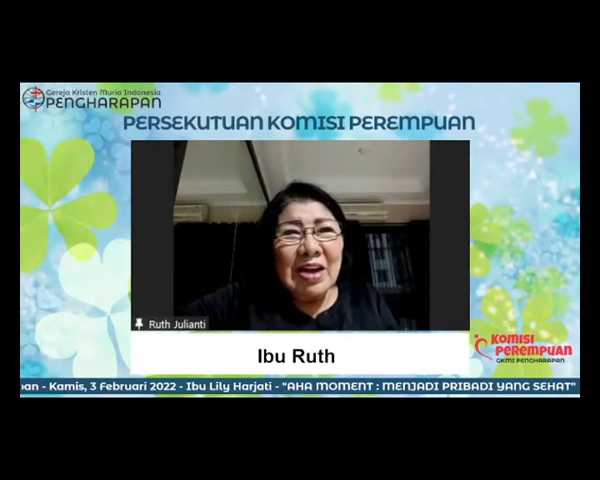 Gereja Kristen Muria Indonesia
PENGHARAPAN
PERSEKUTUAN KOMISI PEREMPUAN
Ruth Julianti
Ibu Ruth
KOMISI
PEREMPUAN
GKMI PENGHARAPAN
an - Kamis, 3 Februari 2022 - Ibu Lily Harjati - "AHA MOMENT : MENJADI PRIBADI YANG SEHAT"